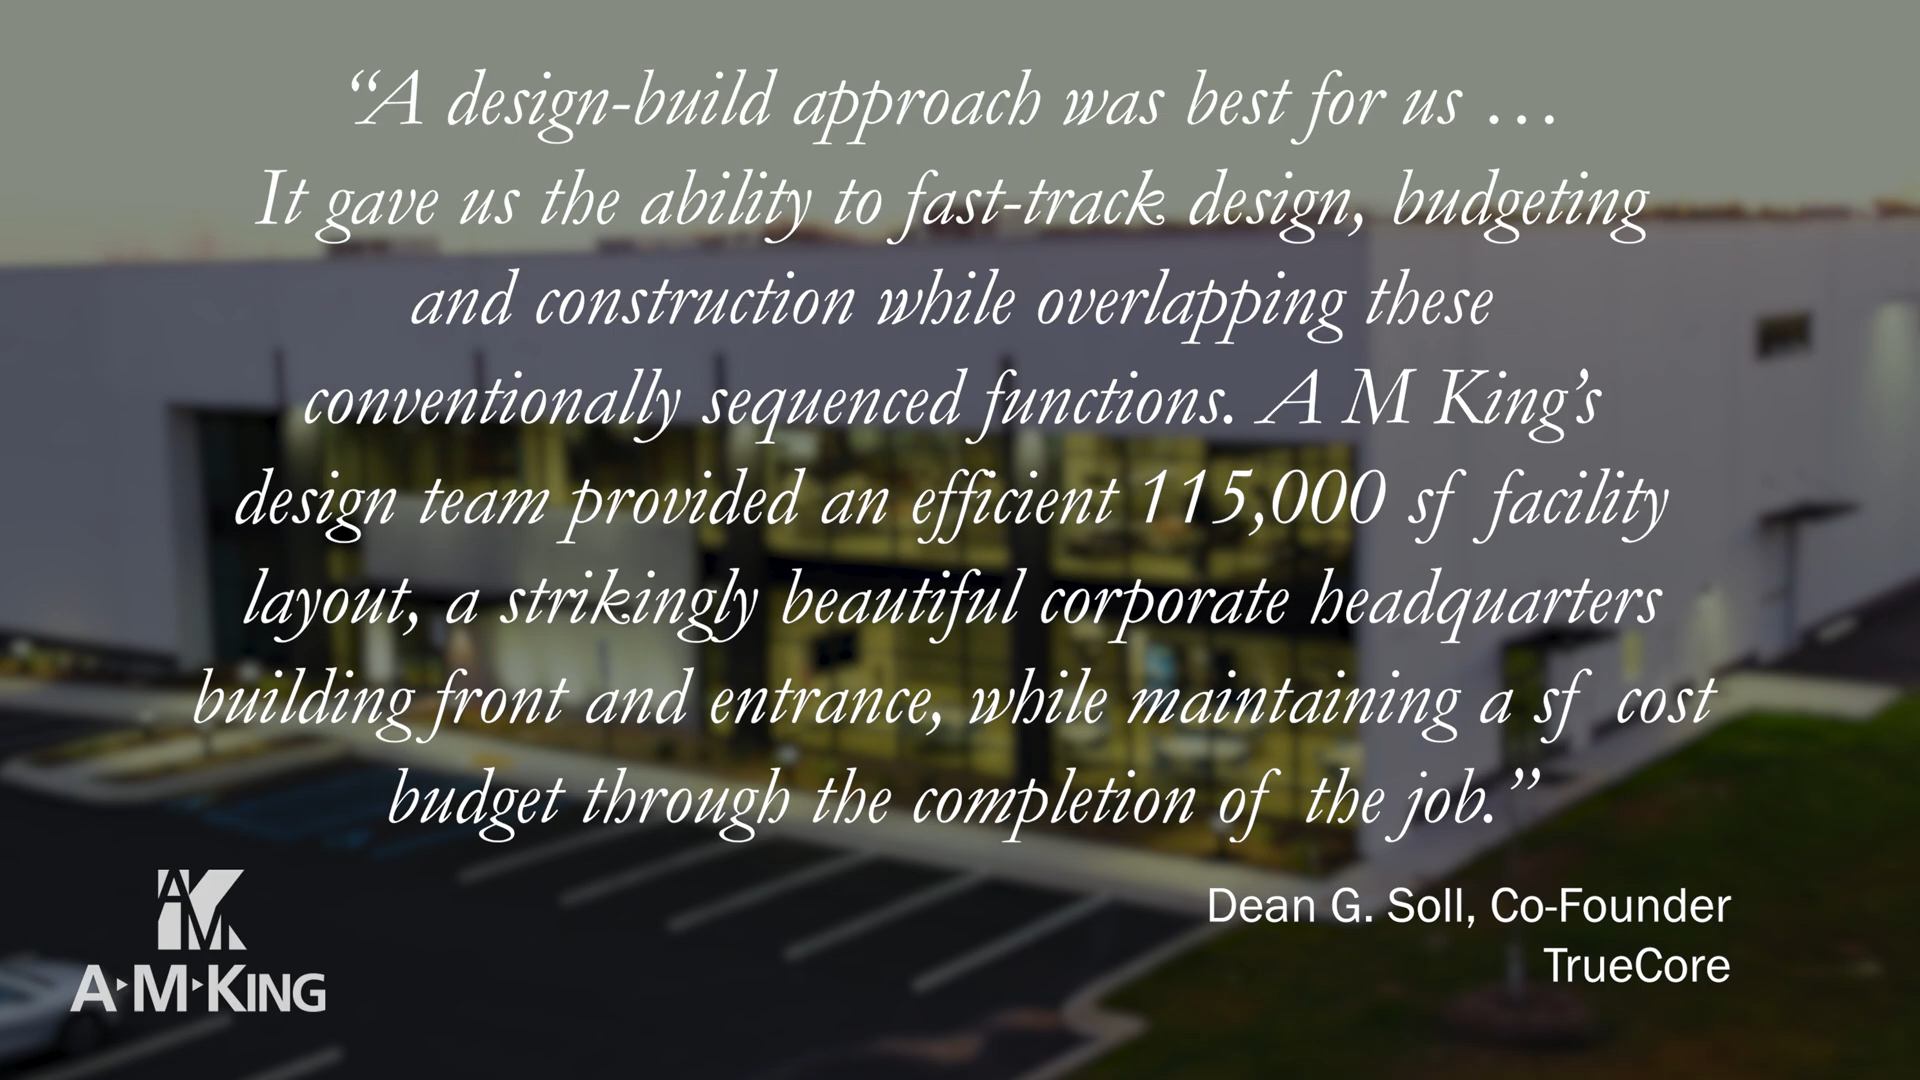 “A design-build approach was best for us …
It gave us the ability to fast-track design, budgeting
and construction while overlapping these
conventionally sequenced functions. A M King’s
design team provided an efficient 115,000 sf facility
layout, a strikingly beautiful corporate headquarters
building front and entrance, while maintaining a sf cost
budget through the completion of the job.”
Dean G. Soll, Co-Founder
TrueCore
AMK
A▸M▸KING